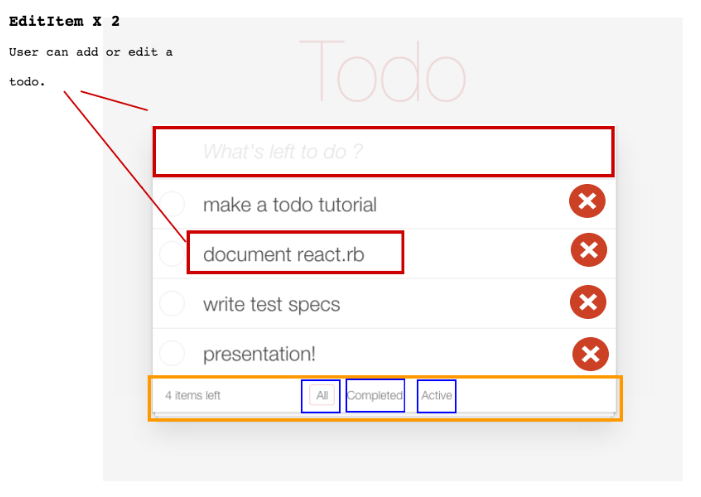 EditItem X 2
User can add or edit a
todo.
Todo
What's left to do ?
make a todo tutorial
document react.rb
write test specs
presentation!
4 items left All Completed Active